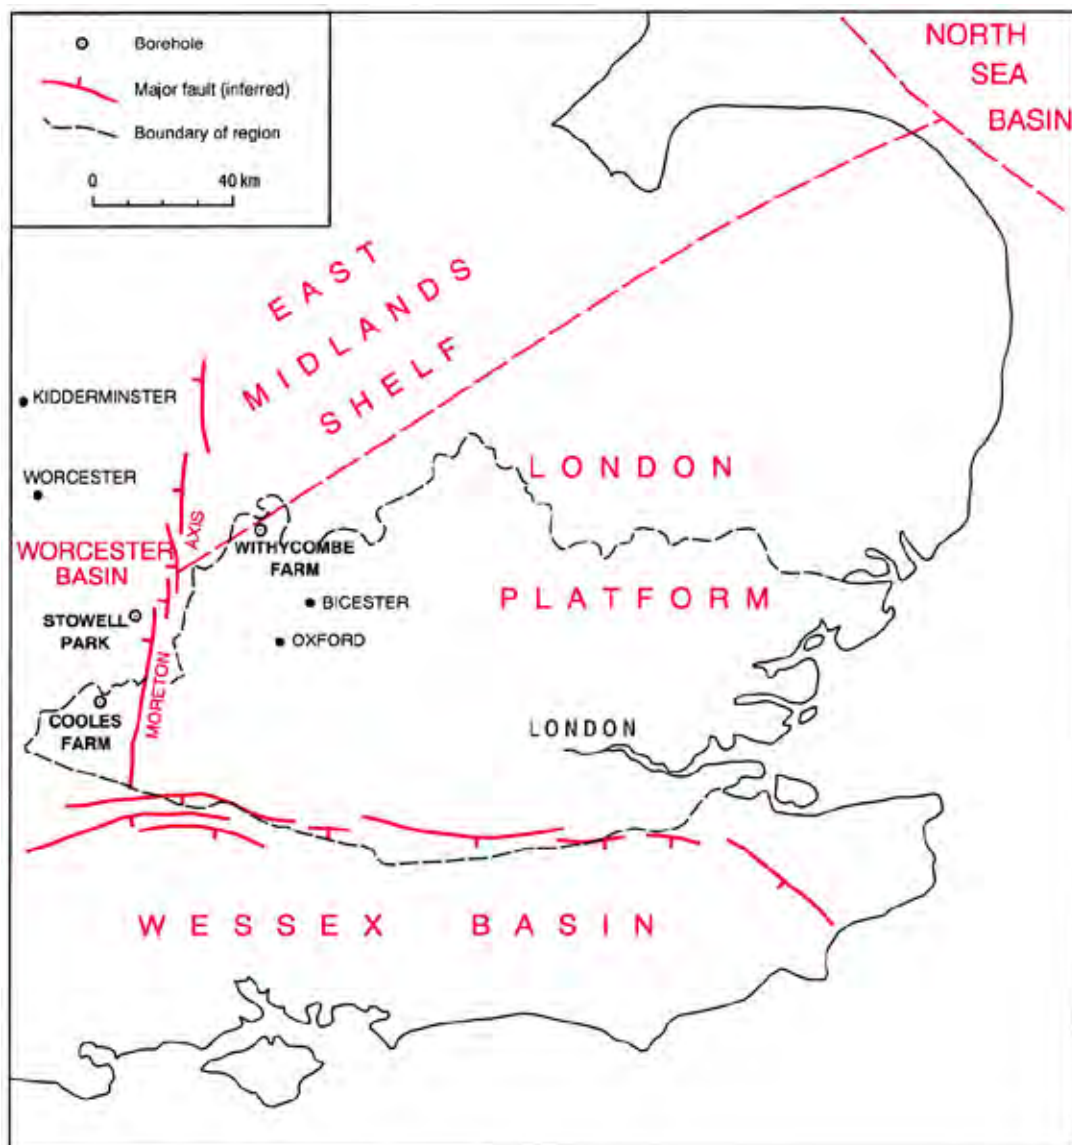 Borehole
Major fault (inferred)
Boundary of region
0 40 km
NORTH
SEA
BASIN
EAST
MIDLANDS
SHELF
KIDDERMINSTER
WORCESTER
LONDON
AXIS
WORCESTER
BASIN
WITHYCOMBE
FARM
PLATFORM
BICESTER
STOWELL
PARK
OXFORD
MORETON
COOLES
FARM
LONDON
WESSEX BASIN